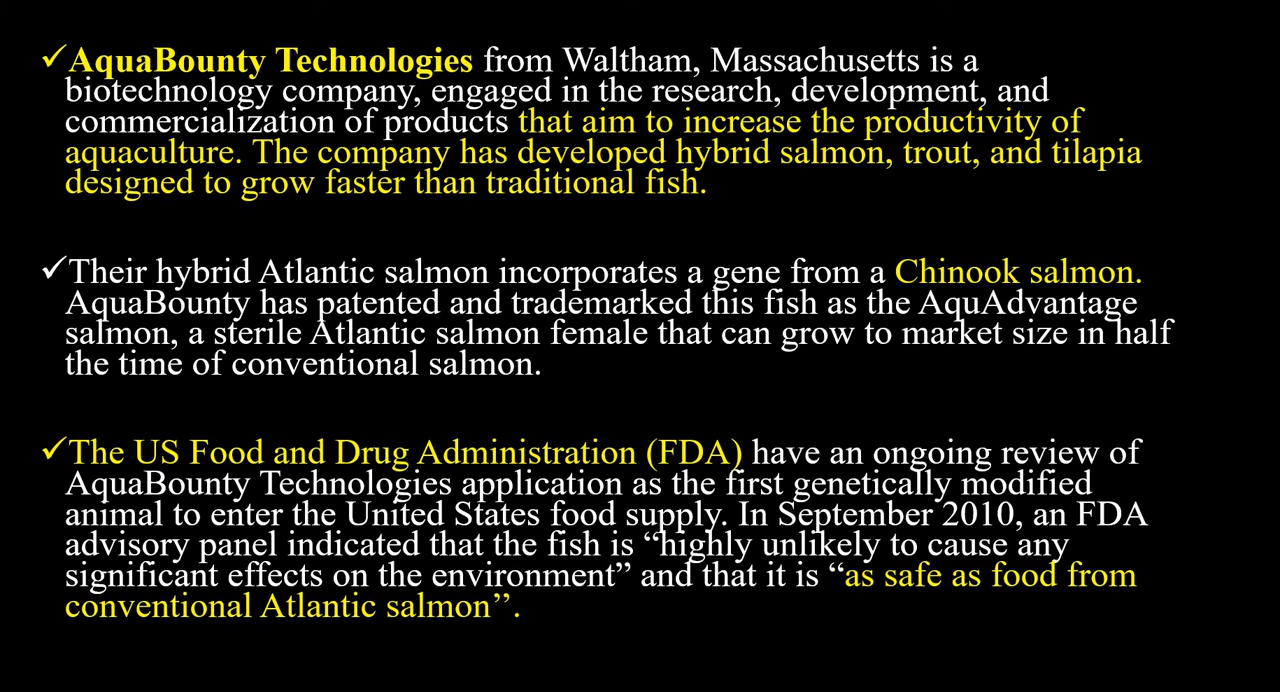 ✓AquaBounty Technologies from Waltham, Massachusetts is a
biotechnology company, engaged in the research, development, and
commercialization of products that aim to increase the productivity of
aquaculture. The company has developed hybrid salmon, trout, and tilapia
designed to grow faster than traditional fish.
✓Their hybrid Atlantic salmon incorporates a gene from a Chinook salmon.
AquaBounty has patented and trademarked this fish as the AquAdvantage
salmon, a sterile Atlantic salmon female that can grow to market size in half
the time of conventional salmon.
✓The US Food and Drug Administration (FDA) have an ongoing review of
AquaBounty Technologies application as the first genetically modified
animal to enter the United States food supply. In September 2010, an FDA
advisory panel indicated that the fish is “highly unlikely to cause any
significant effects on the environment” and that it is “as safe as food from
conventional Atlantic salmon’’.